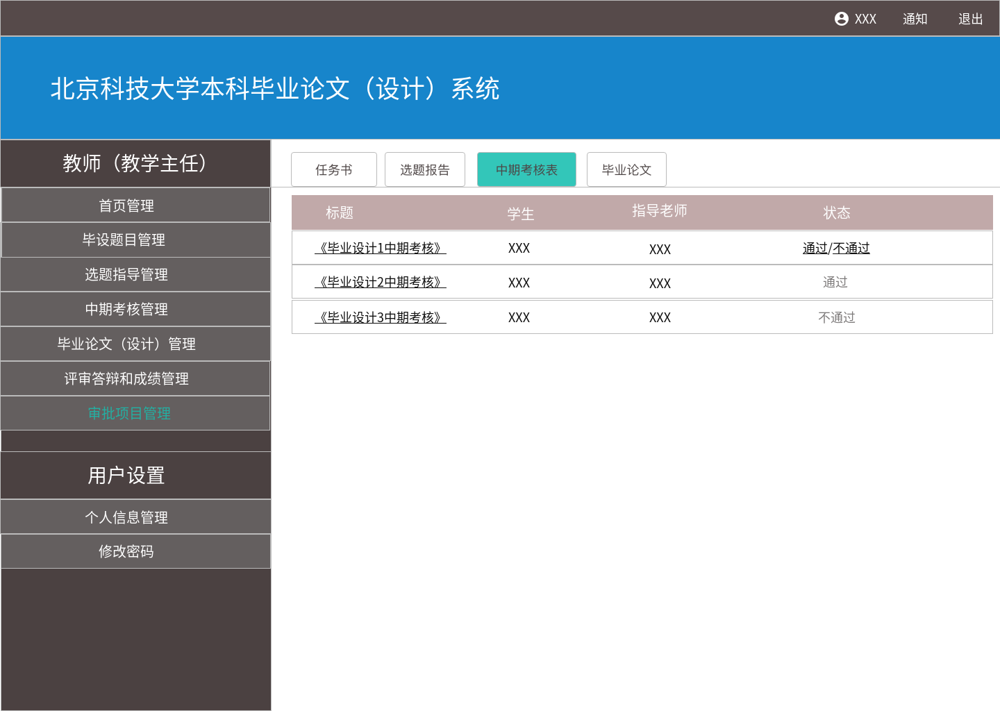 XXX 通知 退出
北京科技大学本科毕业论文（设计）系统
教师（教学主任）
首页管理
毕设题目管理
选题指导管理
中期考核管理
毕业论文（设计）管理
评审答辩和成绩管理
审批项目管理
用户设置
个人信息管理
修改密码
任务书 选题报告 中期考核表 毕业论文
标题 学生 指导老师 状态
《毕业设计1中期考核》 XXX XXX 通过/不通过
《毕业设计2中期考核》 XXX XXX 通过
《毕业设计3中期考核》 XXX XXX 不通过